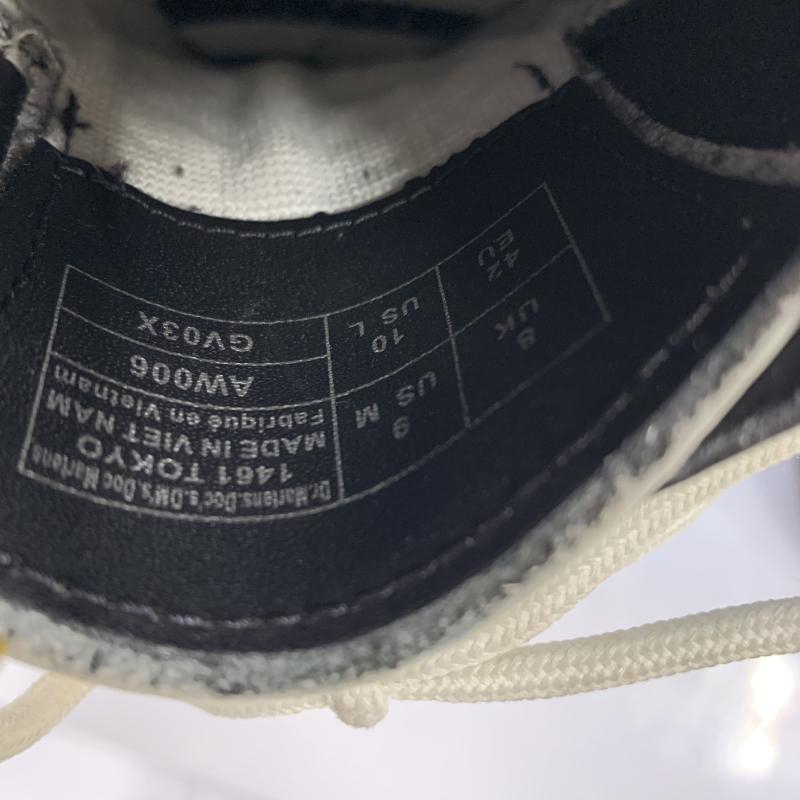 Dr.Martens.Doc's.DM's.Doc Martens
1461 TOKYO
MADE IN VIET NAM
Fabriqué en Vietnam
AW006
GV03X
9
US M
10
US L
8
UK
42
EU